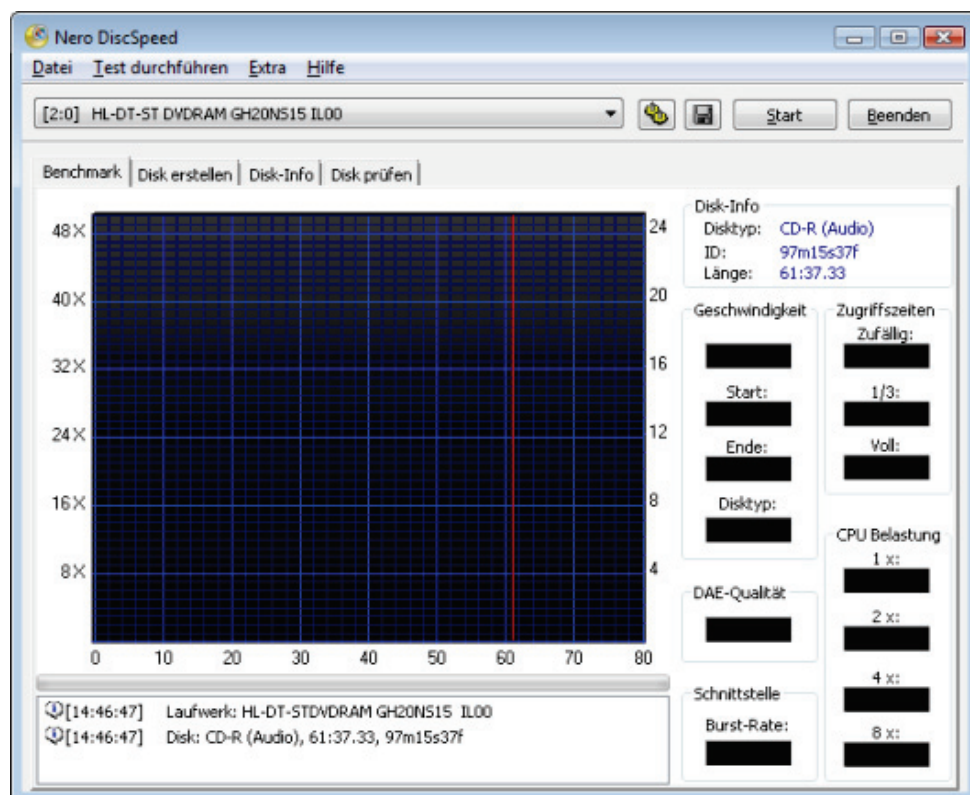 Nero DiscSpeed
Datei Test durchführen Extra Hilfe
[2:0] HL-DT-ST DVDRAM GH20NS15 IL00
Start
Beenden
Benchmark Disk erstellen Disk-Info Disk prüfen
48X
40X
32X
24X
16X
8X
24
20
16
12
8
4
0 10 20 30 40 50 60 70 80
Disk-Info
Disktyp: CD-R (Audio)
ID: 97m15s37f
Länge: 61:37.33
Geschwindigkeit
Start:
Ende:
Disktyp:
DAE-Qualität
Schnittstelle
Burst-Rate:
Zugriffszeiten
Zufällig:
1/3:
Voll:
CPU Belastung
1 x:
2 x:
4 x:
8 x:
[14:46:47] Laufwerk: HL-DT-STDVDRAM GH20NS15 IL00
[14:46:47] Disk: CD-R (Audio), 61:37.33, 97m15s37f